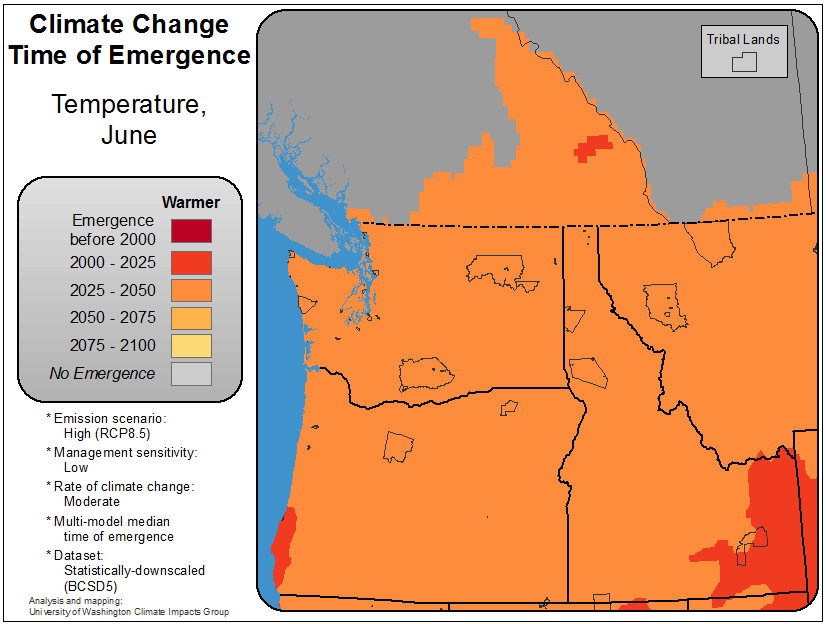 Climate Change
Time of Emergence
Temperature,
June
Warmer
Emergence
before 2000
2000 - 2025
2025 - 2050
2050 - 2075
2075 - 2100
No Emergence
* Emission scenario:
High (RCP8.5)
* Management sensitivity:
Low
* Rate of climate change:
Moderate
* Multi-model median
time of emergence
* Dataset:
Statistically-downscaled
(BCSD5)
Analysis and mapping:
University of Washington Climate Impacts Group
Tribal Lands